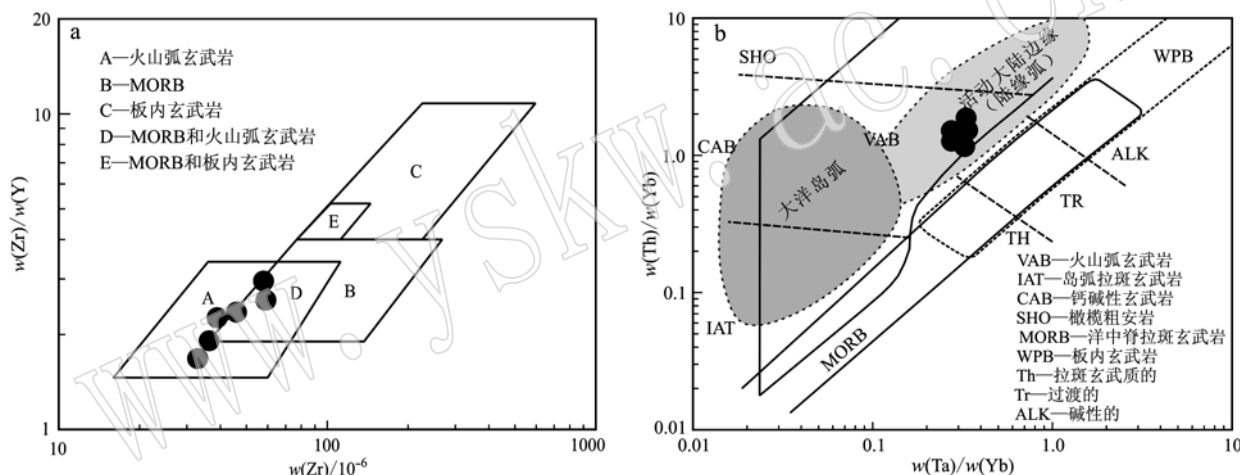 a
A—火山弧玄武岩
B—MORB
C—板内玄武岩
D—MORB和火山弧玄武岩
E—MORB和板内玄武岩
20
10
1
w(Zr)/w(Y)
C
E
A
D
B
10
100
1000
w(Zr)/10⁻⁶
b
10
1.0
0.1
0.01
w(Th)/w(Yb)
SHO
活动大陆边缘
(陆缘弧)
WPB
CAB
VAB
大洋岛弧
ALK
TR
TH
IAT
MORB
VAB—火山弧玄武岩
IAT—岛弧拉斑玄武岩
CAB—钙碱性玄武岩
SHO—橄榄粗安岩
MORB—洋中脊拉斑玄武岩
WPB—板内玄武岩
Th—拉斑玄武质的
Tr—过渡的
ALK—碱性的
0.01
0.1
1.0
10
w(Ta)/w(Yb)
www.yskw.ac.cn